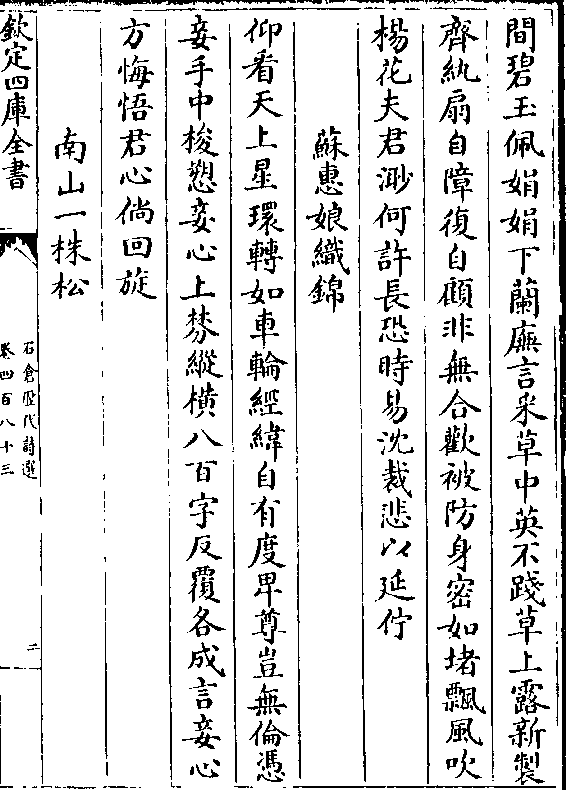 間碧玉佩娟娟下蘭廡言采草中英不踐草上露新製
齊紈扇自障復自顧非無合歡被防身密如堵飄風吹
楊花夫君渺何許長恐時易沈裁悲以延佇
蘇惠娘織錦
仰看天上星環轉如車輪經緯自有度卑尊豈無倫憑
妾手中梭愬妾心上棼縱橫八百字反覆各成言妾心
方悔悟君心倘回旋
南山一株松
欽定四庫全書
石倉歷代詩選
卷四百八十三
二